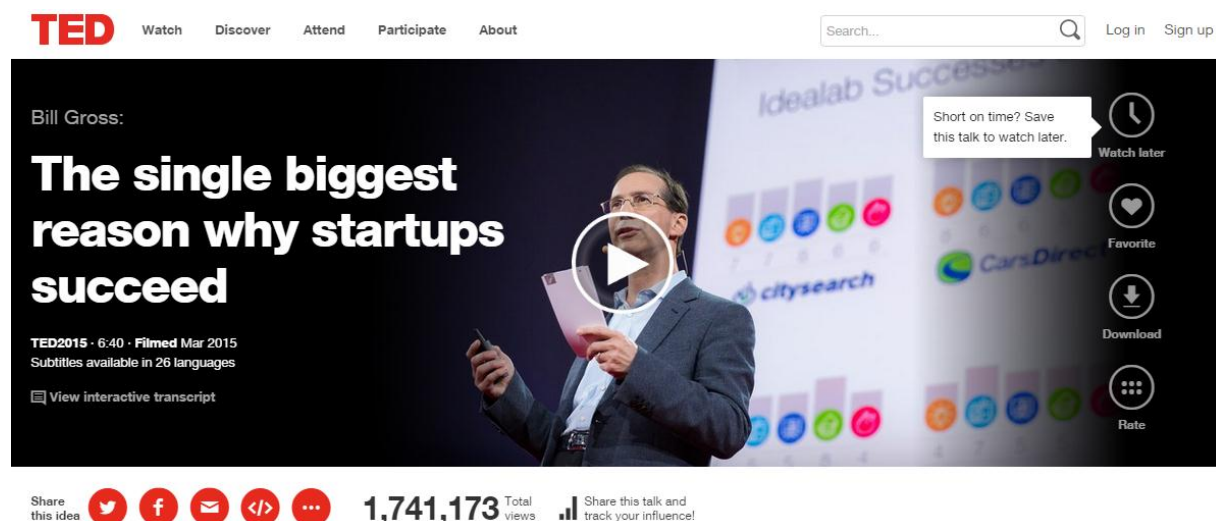 TED
Watch
Discover
Attend
Participate
About
Search...
Log in
Sign up
Bill Gross:
The single biggest
reason why startups
succeed
TED2015 · 6:40 · Filmed Mar 2015
Subtitles available in 26 languages
View interactive transcript
Idealab Successes
citysearch
CarsDirect
Short on time? Save
this talk to watch later.
Watch later
Favorite
Download
Rate
Share
this idea
1,741,173
Total
views
Share this talk and
track your influence!